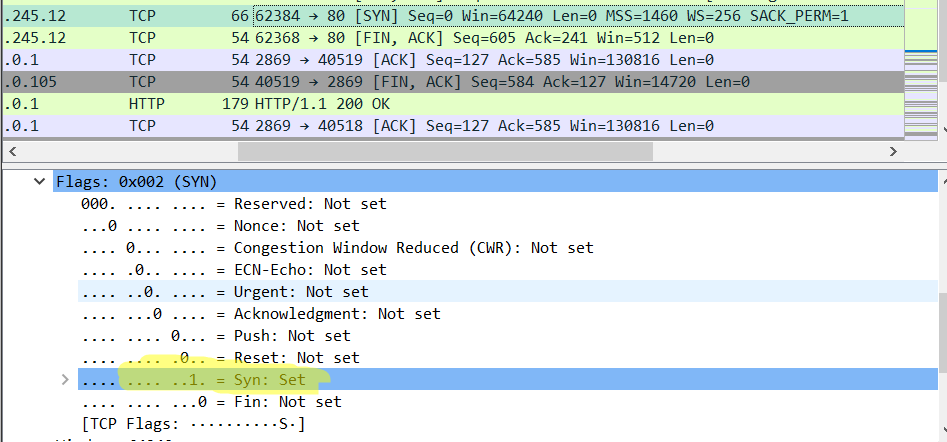 .245.12 TCP 66 62384 → 80 [SYN] Seq=0 Win=64240 Len=0 MSS=1460 WS=256 SACK_PERM=1
.245.12 TCP 54 62368 → 80 [FIN, ACK] Seq=605 Ack=241 Win=512 Len=0
.0.1 TCP 54 2869 → 40519 [ACK] Seq=127 Ack=585 Win=130816 Len=0
.0.105 TCP 54 40519 → 2869 [FIN, ACK] Seq=584 Ack=127 Win=14720 Len=0
.0.1 HTTP 179 HTTP/1.1 200 OK
.0.1 TCP 54 2869 → 40518 [ACK] Seq=127 Ack=585 Win=130816 Len=0
Flags: 0x002 (SYN)
000. .... .... = Reserved: Not set
...0 .... .... = Nonce: Not set
.... 0... .... = Congestion Window Reduced (CWR): Not set
.... .0.. .... = ECN-Echo: Not set
.... ..0. .... = Urgent: Not set
.... ...0 .... = Acknowledgment: Not set
.... .... 0... = Push: Not set
.... .... .0.. = Reset: Not set
.... .... ..1. = Syn: Set
.... .... ...0 = Fin: Not set
[TCP Flags: ··········S·]